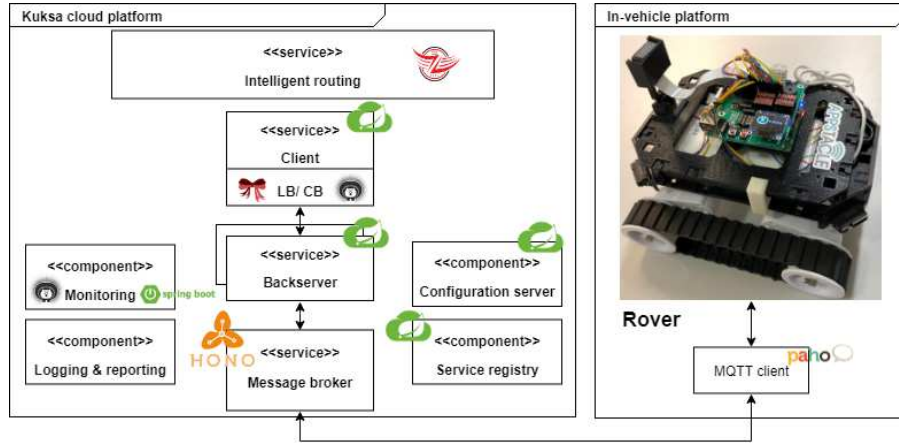 Kuksa cloud platform
<<service>>
Intelligent routing
<<service>>
Client
LB/ CB
<<service>>
Backserver
<<component>>
Monitoring
spring boot
<<component>>
Configuration server
<<component>>
Logging & reporting
HONO
<<service>>
Message broker
<<component>>
Service registry
In-vehicle platform
APPSTACLE
Rover
paho
MQTT client